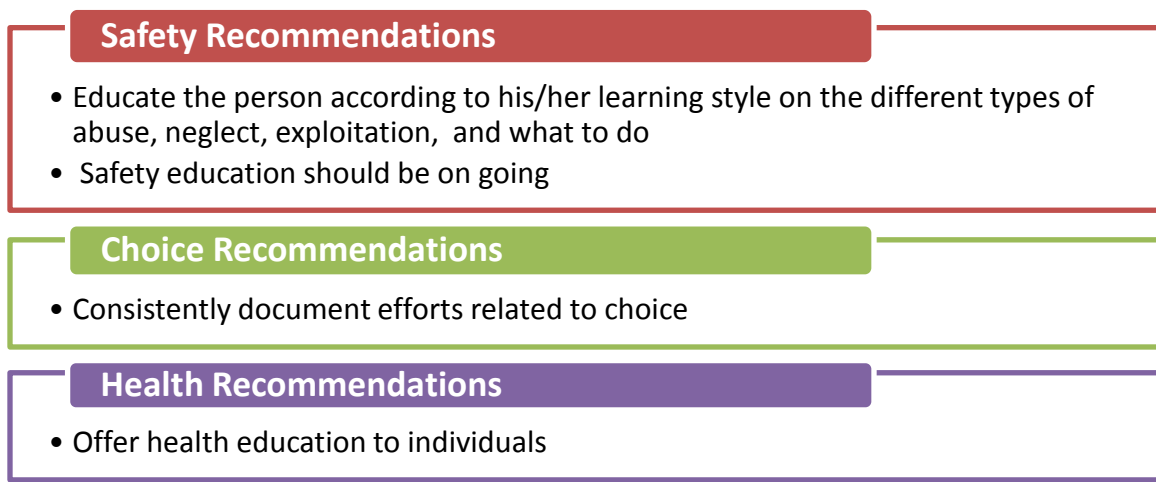 Safety Recommendations
• Educate the person according to his/her learning style on the different types of
abuse, neglect, exploitation,  and what to do
•  Safety education should be on going
Choice Recommendations
• Consistently document efforts related to choice
Health Recommendations
• Offer health education to individuals